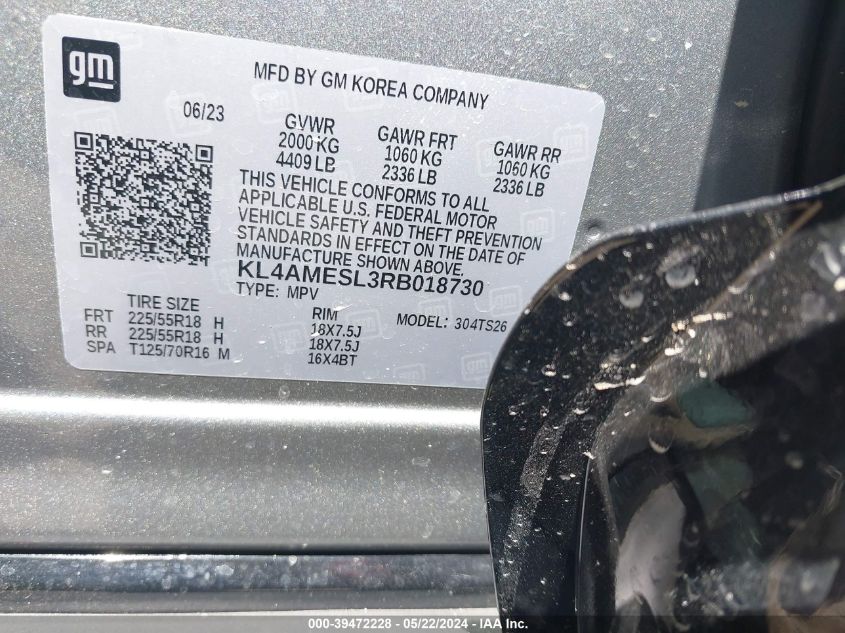 gm
MFD BY GM KOREA COMPANY
06/23
GVWR
2000 KG
4409 LB
GAWR FRT
1060 KG
2336 LB
GAWR RR
1060 KG
2336 LB
THIS VEHICLE CONFORMS TO ALL
APPLICABLE U.S. FEDERAL MOTOR
VEHICLE SAFETY AND THEFT PREVENTION
STANDARDS IN EFFECT ON THE DATE OF
MANUFACTURE SHOWN ABOVE.
KL4AMESL3RB018730
TYPE: MPV
MODEL: 304TS26
TIRE SIZE
FRT 225/55R18 H
RR 225/55R18 H
SPA T125/70R16 M
RIM
18X7.5J
18X7.5J
16X4BT
000-39472228 - 05/22/2024 - IAA Inc.